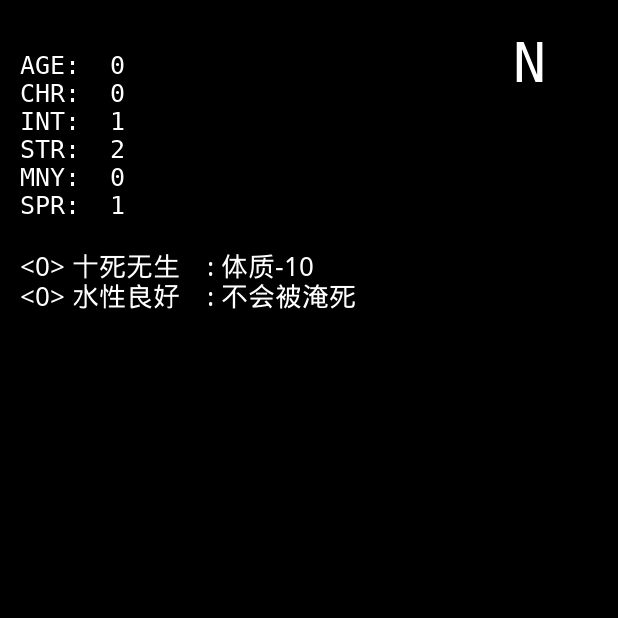 N
AGE: 0
CHR: 0
INT: 1
STR: 2
MNY: 0
SPR: 1
<0> 十死无生 : 体质-10
<0> 水性良好 : 不会被淹死